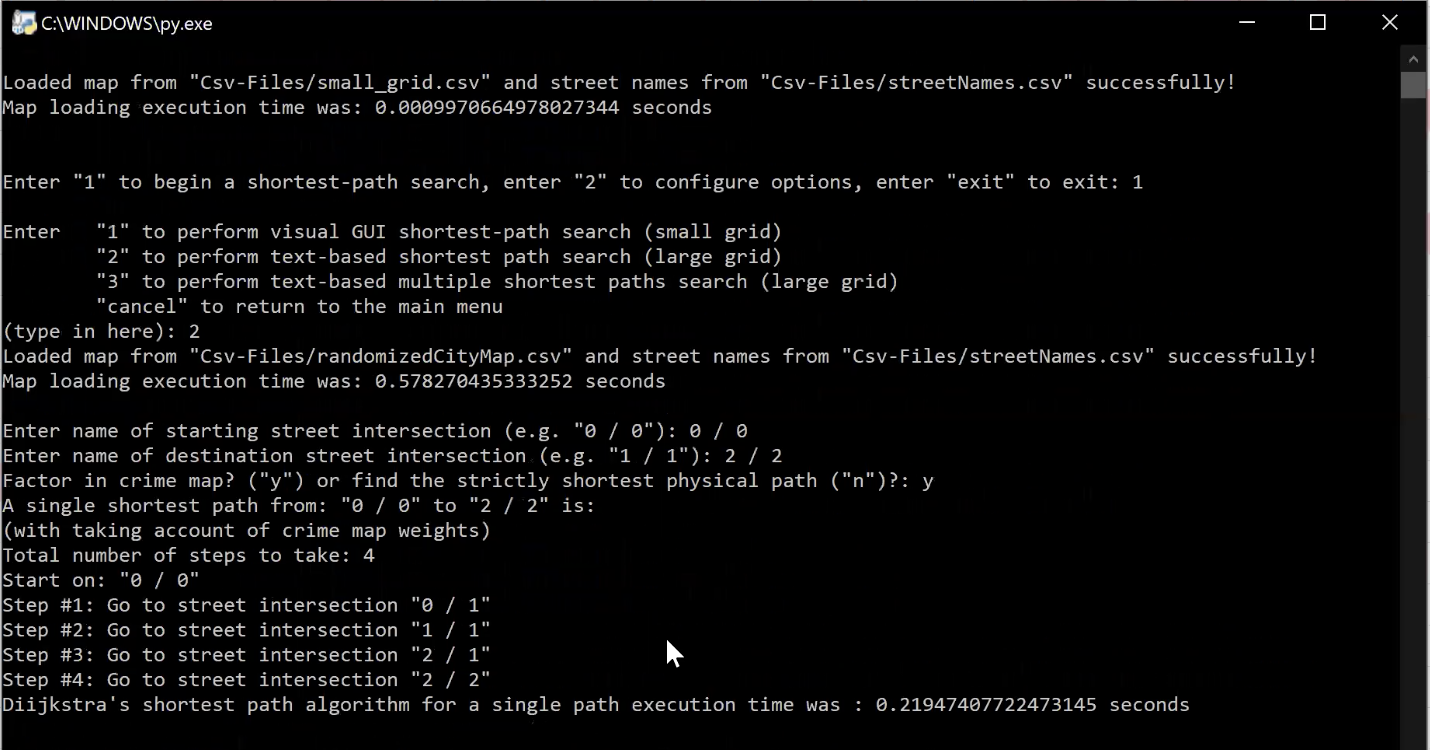 C:\WINDOWS\py.exe
Loaded map from "Csv-Files/small_grid.csv" and street names from "Csv-Files/streetNames.csv" successfully!
Map loading execution time was: 0.0009970664978027344 seconds
Enter "1" to begin a shortest-path search, enter "2" to configure options, enter "exit" to exit: 1
Enter   "1" to perform visual GUI shortest-path search (small grid)
"2" to perform text-based shortest path search (large grid)
"3" to perform text-based multiple shortest paths search (large grid)
"cancel" to return to the main menu
(type in here): 2
Loaded map from "Csv-Files/randomizedCityMap.csv" and street names from "Csv-Files/streetNames.csv" successfully!
Map loading execution time was: 0.578270435333252 seconds
Enter name of starting street intersection (e.g. "0 / 0"): 0 / 0
Enter name of destination street intersection (e.g. "1 / 1"): 2 / 2
Factor in crime map? ("y") or find the strictly shortest physical path ("n")?: y
A single shortest path from: "0 / 0" to "2 / 2" is:
(with taking account of crime map weights)
Total number of steps to take: 4
Start on: "0 / 0"
Step #1: Go to street intersection "0 / 1"
Step #2: Go to street intersection "1 / 1"
Step #3: Go to street intersection "2 / 1"
Step #4: Go to street intersection "2 / 2"
Diijkstra's shortest path algorithm for a single path execution time was : 0.21947407722473145 seconds